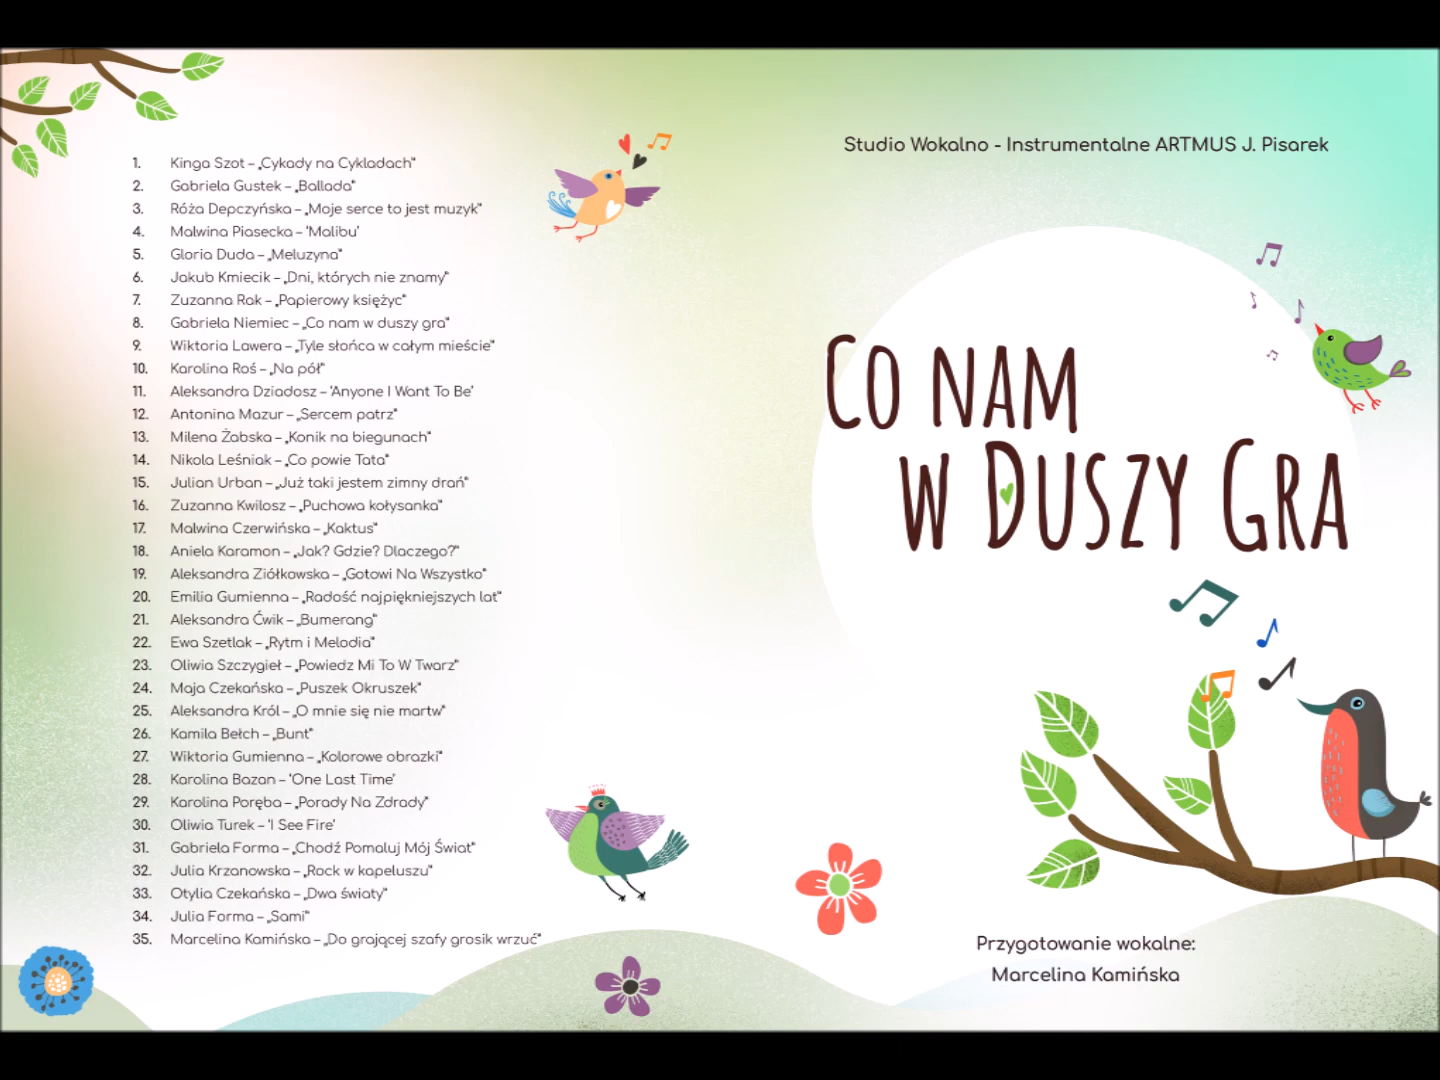 1. Kinga Szot – „Cykady na Cykladach”
2. Gabriela Gustek – „Ballada”
3. Róża Depczyńska – „Moje serce to jest muzyk”
4. Malwina Piasecka – ‘Malibu’
5. Gloria Duda – „Meluzyna”
6. Jakub Kmiecik – „Dni, których nie znamy”
7. Zuzanna Rak – „Papierowy księżyc”
8. Gabriela Niemiec – „Co nam w duszy gra”
9. Wiktoria Lawera – „Tyle słońca w całym mieście”
10. Karolina Roś – „Na pół”
11. Aleksandra Dziadosz – ‘Anyone I Want To Be’
12. Antonina Mazur – „Sercem patrz”
13. Milena Żabska – „Konik na biegunach”
14. Nikola Leśniak – „Co powie Tata”
15. Julian Urban – „Już taki jestem zimny drań”
16. Zuzanna Kwilosz – „Puchowa kołysanka”
17. Malwina Czerwińska – „Kaktus”
18. Aniela Karamon – „Jak? Gdzie? Dlaczego?”
19. Aleksandra Ziółkowska – „Gotowi Na Wszystko”
20. Emilia Gumienna – „Radość najpiękniejszych lat”
21. Aleksandra Ćwik – „Bumerang”
22. Ewa Szetlak – „Rytm i Melodia”
23. Oliwia Szczygieł – „Powiedz Mi To W Twarz”
24. Maja Czekańska – „Puszek Okruszek”
25. Aleksandra Król – „O mnie się nie martw”
26. Kamila Bełch – „Bunt”
27. Wiktoria Gumienna – „Kolorowe obrazki”
28. Karolina Bazan – ‘One Last Time’
29. Karolina Poręba – „Porady Na Zdrady”
30. Oliwia Turek – ‘I See Fire’
31. Gabriela Forma – „Chodź Pomaluj Mój Świat”
32. Julia Krzanowska – „Rock w kapeluszu”
33. Otylia Czekańska – „Dwa światy”
34. Julia Forma – „Sami”
35. Marcelina Kamińska – „Do grającej szafy grosik wrzuć”
Studio Wokalno - Instrumentalne ARTMUS J. Pisarek
Co nam
w Duszy Gra
Przygotowanie wokalne:
Marcelina Kamińska